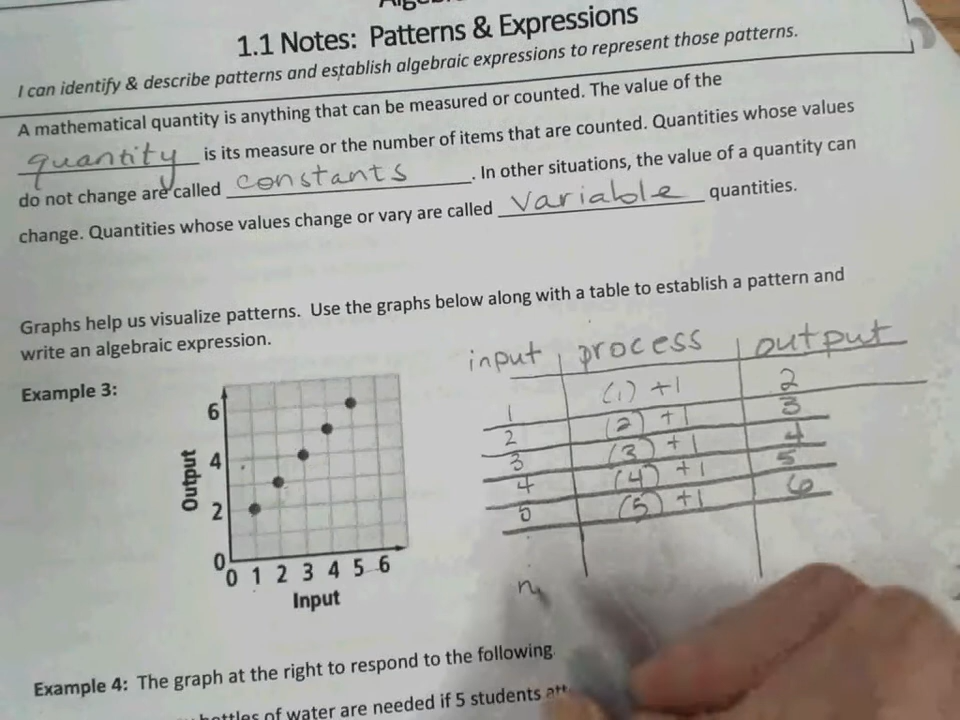 1.1 Notes: Patterns & Expressions
I can identify & describe patterns and establish algebraic expressions to represent those patterns.
A mathematical quantity is anything that can be measured or counted. The value of the
quantity is its measure or the number of items that are counted. Quantities whose values
do not change are called constants. In other situations, the value of a quantity can
change. Quantities whose values change or vary are called variable quantities.
Graphs help us visualize patterns. Use the graphs below along with a table to establish a pattern and
write an algebraic expression.
Example 3:
6
4
2
0
Output
0 1 2 3 4 5 6
Input
input process output
1 (1) +1 2
2 (2) +1 3
3 (3) +1 4
4 (4) +1 5
5 (5) +1 6
n
Example 4: The graph at the right to respond to the following
bottles of water are needed if 5 students